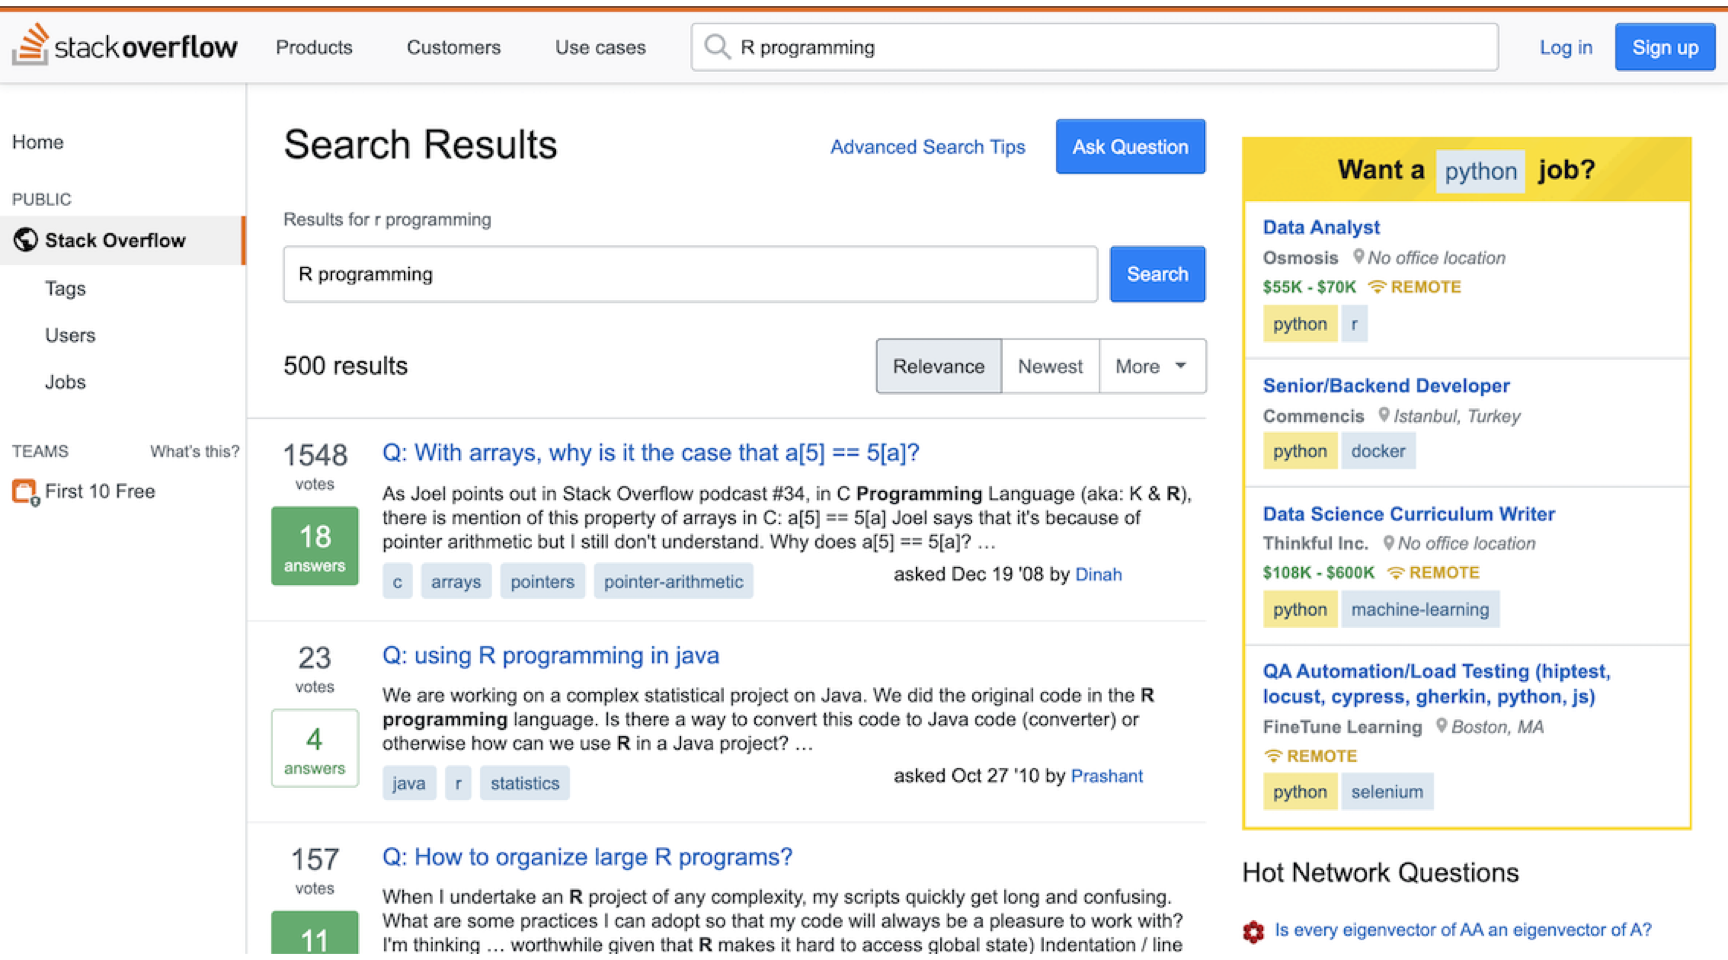 stackoverflow
Products
Customers
Use cases
R programming
Log in
Sign up
Home
PUBLIC
Stack Overflow
Tags
Users
Jobs
TEAMS
What's this?
First 10 Free
Search Results
Advanced Search Tips
Ask Question
Results for r programming
R programming
Search
500 results
Relevance
Newest
More
1548
votes
18
answers
Q: With arrays, why is it the case that a[5] == 5[a]?
As Joel points out in Stack Overflow podcast #34, in C Programming Language (aka: K & R),
there is mention of this property of arrays in C: a[5] == 5[a] Joel says that it's because of
pointer arithmetic but I still don't understand. Why does a[5] == 5[a]? …
c arrays pointers pointer-arithmetic
asked Dec 19 '08 by Dinah
23
votes
4
answers
Q: using R programming in java
We are working on a complex statistical project on Java. We did the original code in the R
programming language. Is there a way to convert this code to Java code (converter) or
otherwise how can we use R in a Java project? …
java r statistics
asked Oct 27 '10 by Prashant
157
votes
11
Q: How to organize large R programs?
When I undertake an R project of any complexity, my scripts quickly get long and confusing.
What are some practices I can adopt so that my code will always be a pleasure to work with?
I'm thinking … worthwhile given that R makes it hard to access global state) Indentation / line
Want a python job?
Data Analyst
Osmosis No office location
$55K - $70K REMOTE
python r
Senior/Backend Developer
Commencis Istanbul, Turkey
python docker
Data Science Curriculum Writer
Thinkful Inc. No office location
$108K - $600K REMOTE
python machine-learning
QA Automation/Load Testing (hiptest,
locust, cypress, gherkin, python, js)
FineTune Learning Boston, MA
REMOTE
python selenium
Hot Network Questions
Is every eigenvector of AA an eigenvector of A?